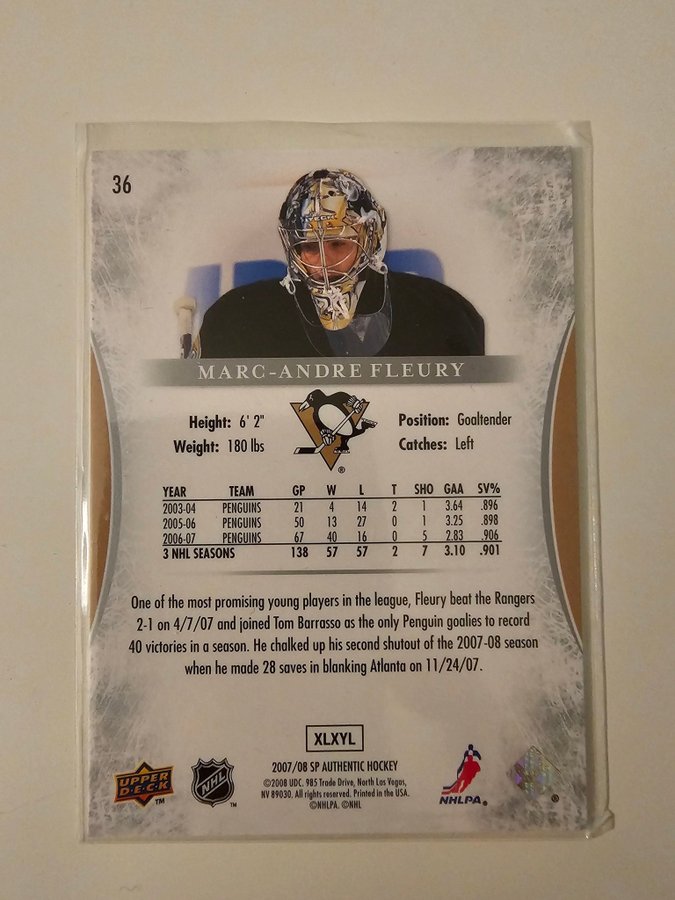 36
MARC-ANDRE FLEURY
Height: 6' 2"
Weight: 180 lbs
Position: Goaltender
Catches: Left
®
YEAR TEAM GP W L T SHO GAA SV%
2003-04 PENGUINS 21 4 14 2 1 3.64 .896
2005-06 PENGUINS 50 13 27 0 1 3.25 .898
2006-07 PENGUINS 67 40 16 0 5 2.83 .906
3 NHL SEASONS 138 57 57 2 7 3.10 .901
One of the most promising young players in the league, Fleury beat the Rangers
2-1 on 4/7/07 and joined Tom Barrasso as the only Penguin goalies to record
40 victories in a season. He chalked up his second shutout of the 2007-08 season
when he made 28 saves in blanking Atlanta on 11/24/07.
XLXYL
2007/08 SP AUTHENTIC HOCKEY
©2008 UDC. 985 Trade Drive, North Las Vegas,
NV 89030. All rights reserved. Printed in the USA.
©NHLPA. ©NHL
UPPER
DECK
TM
NHL
TM
NHLPA®
®